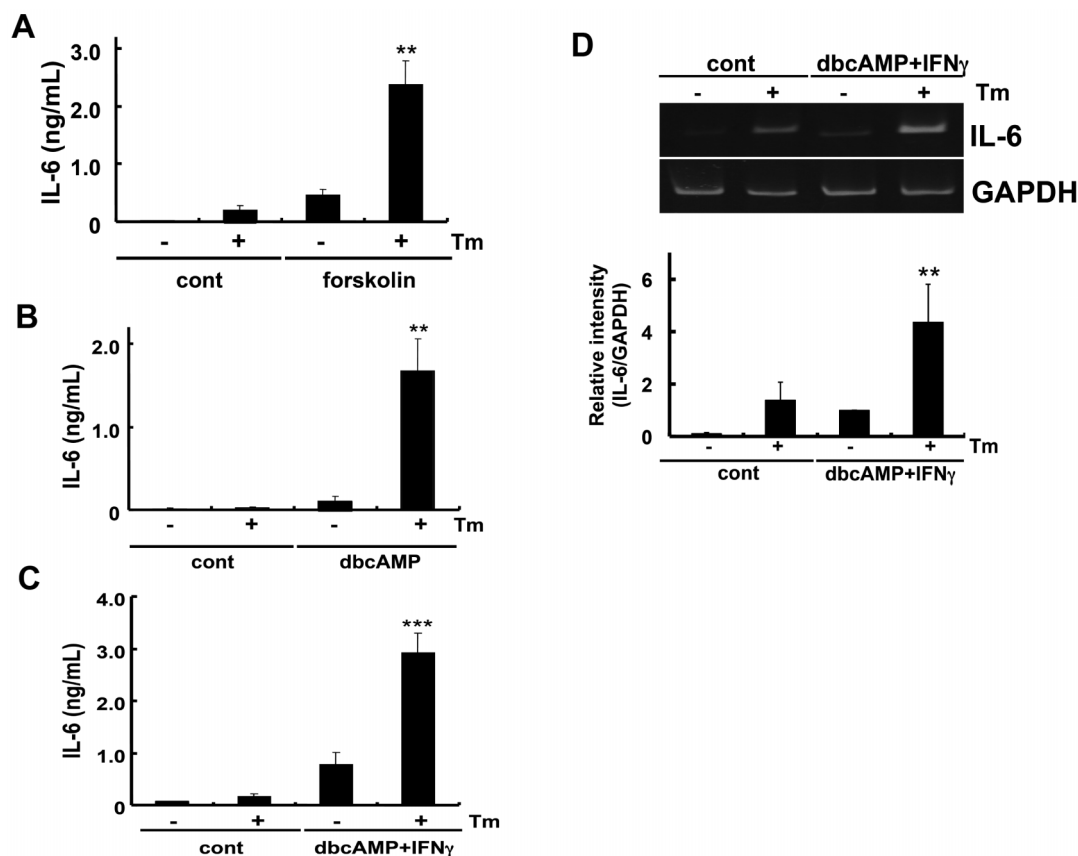 A
IL-6 (ng/mL)
3.0
2.0
1.0
0
**
- + - + Tm
cont forskolin
B
IL-6 (ng/mL)
2.0
1.0
0
**
- + - + Tm
cont dbcAMP
C
IL-6 (ng/mL)
4.0
3.0
2.0
1.0
0
***
- + - + Tm
cont dbcAMP+IFNγ
D
cont dbcAMP+IFNγ
- + - + Tm
IL-6
GAPDH
Relative intensity
(IL-6/GAPDH)
6
4
2
0
**
- + - + Tm
cont dbcAMP+IFNγ